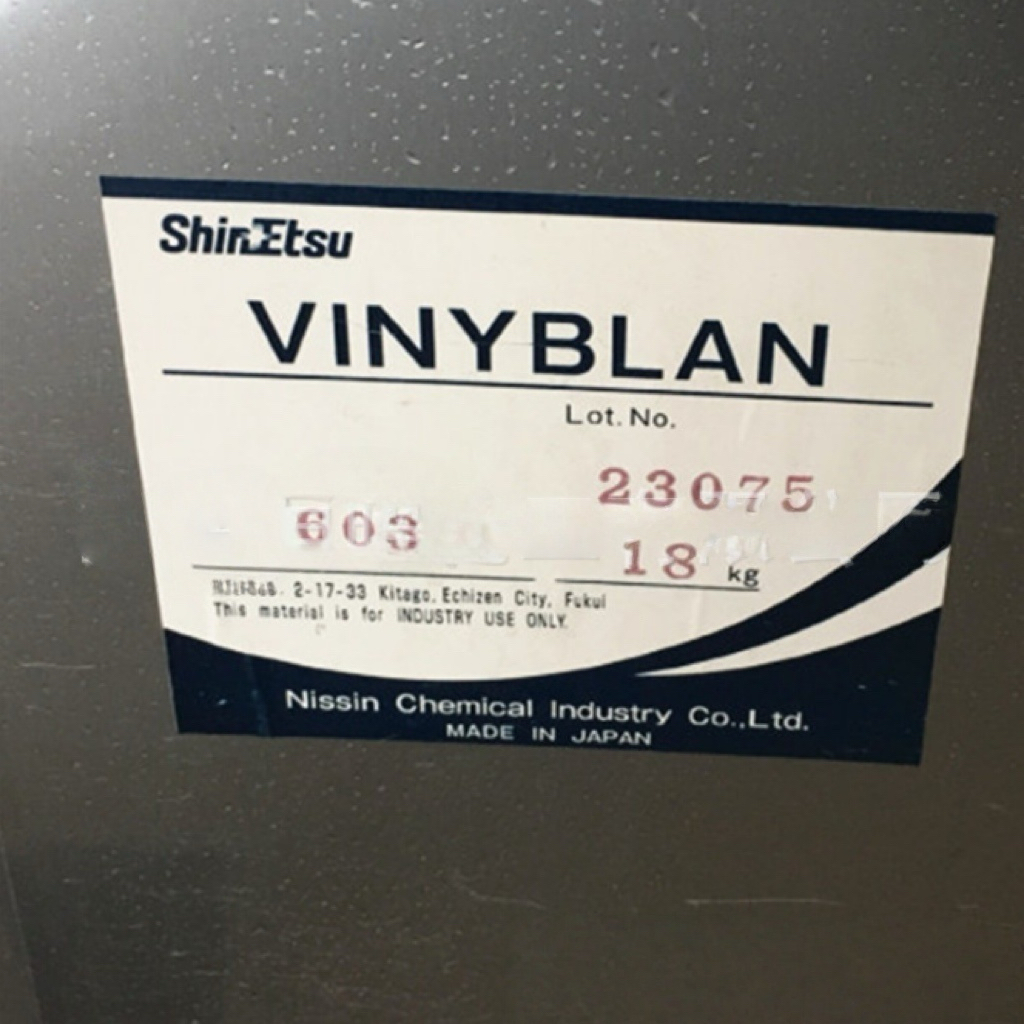 ShinEtsu
VINYBLAN
Lot. No.
23075
603
18 kg
2-17-33 Kitago, Echizen City, Fukui
This material is for INDUSTRY USE ONLY.
Nissin Chemical Industry Co.,Ltd.
MADE IN JAPAN